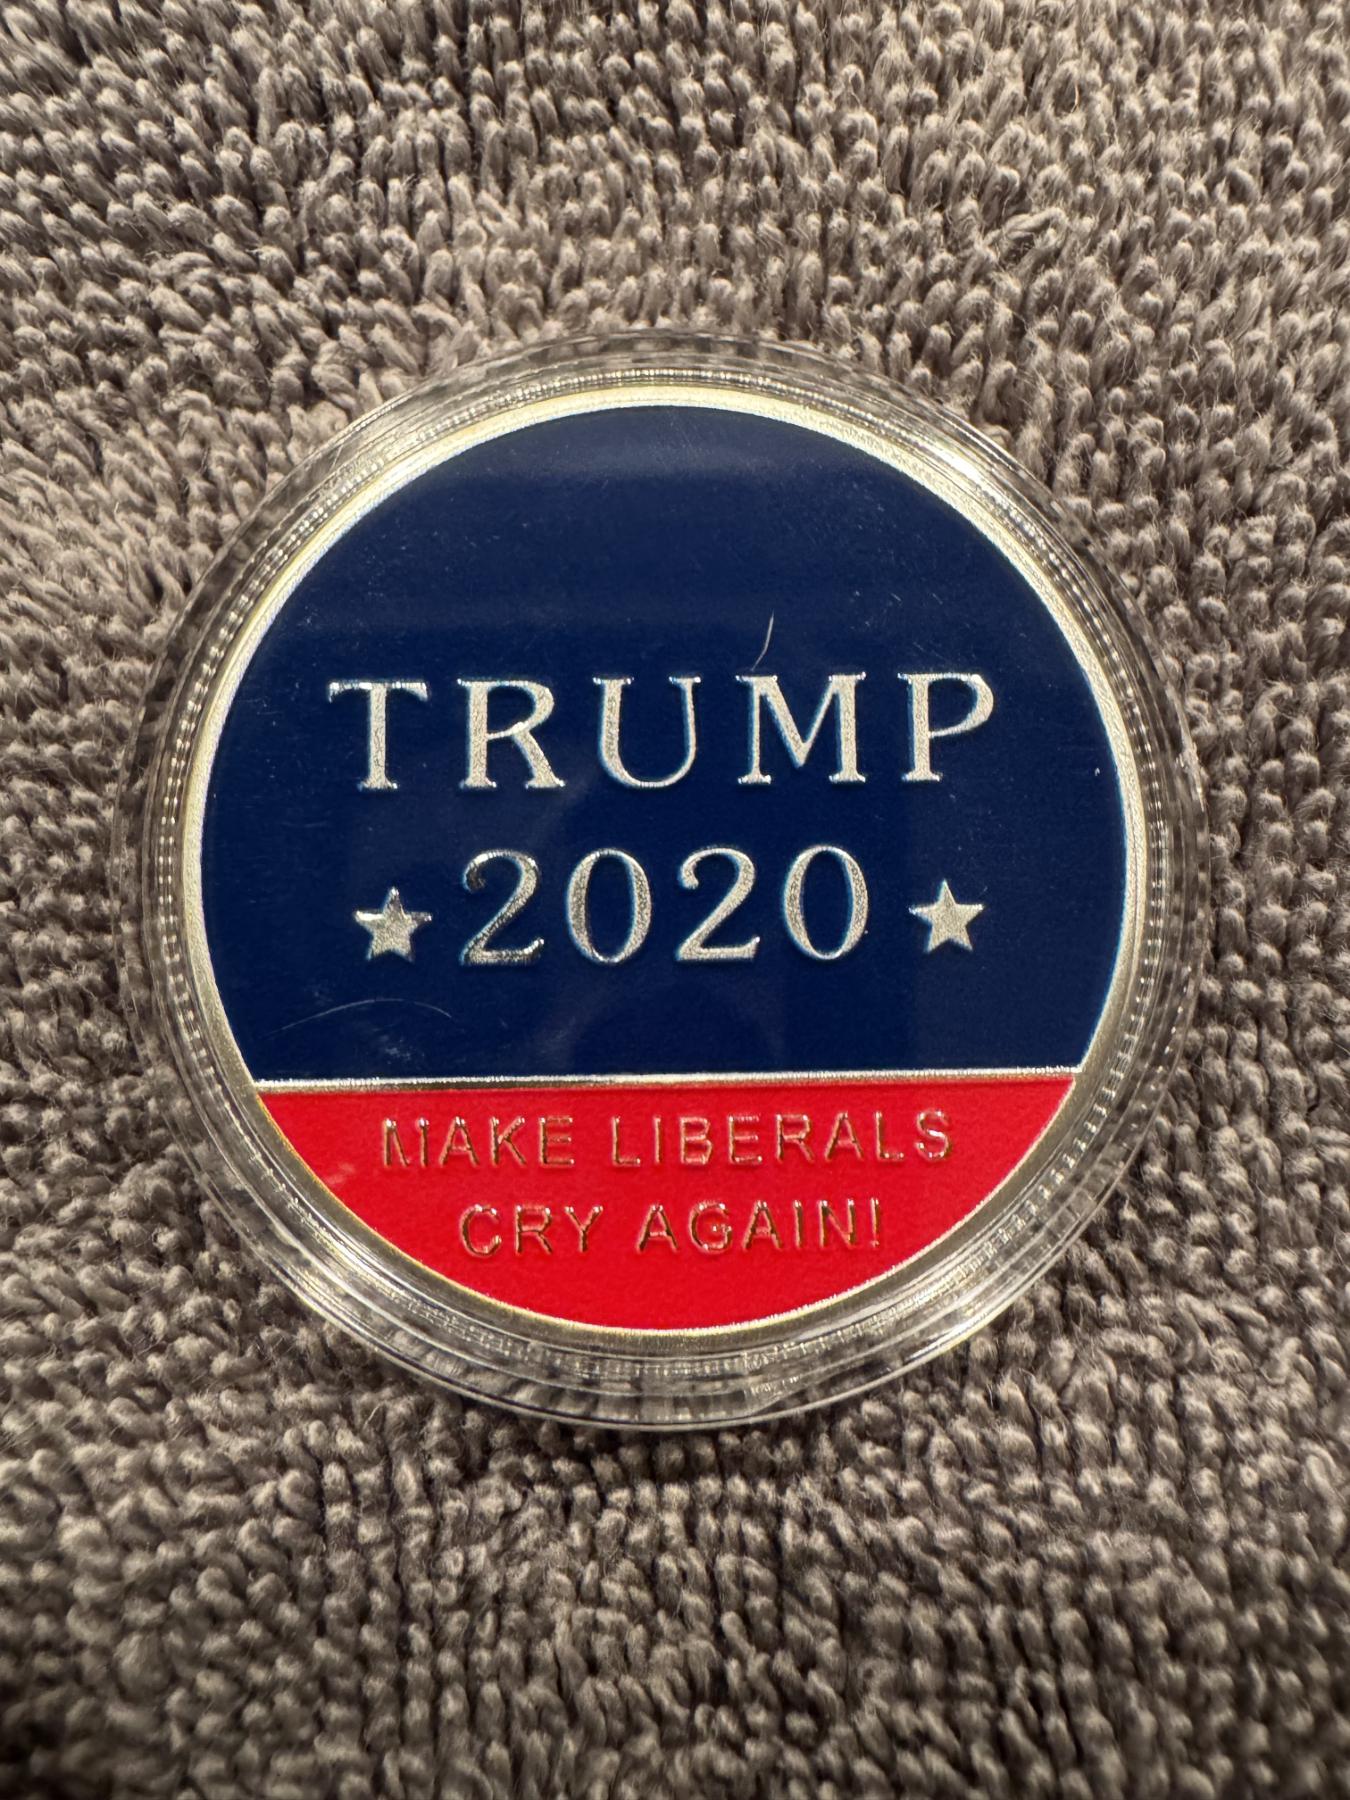 TRUMP
2020
MAKE LIBERALS
CRY AGAIN!